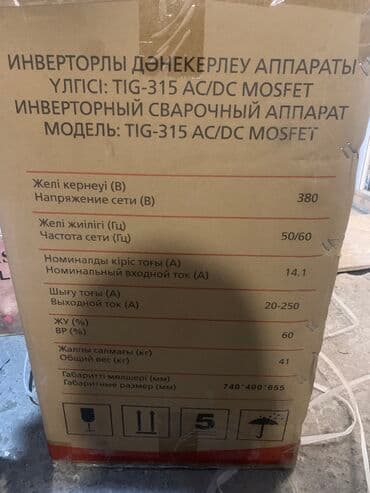 ИНВЕРТОРЛЫ ДӘНЕКЕРЛЕУ АППАРАТЫ
ҮЛГІСІ: TIG-315 AC/DC MOSFET
ИНВЕРТОРНЫЙ СВАРОЧНЫЙ АППАРАТ
МОДЕЛЬ: TIG-315 AC/DC MOSFET
Желі кернеуі (В)
Напряжение сети (В)
380
Желі жиілігі (Гц)
Частота сети (Гц)
50/60
Номиналды кіріс тоғы (А)
Номинальный входной ток (А)
14,1
Шығу тоғы (А)
Выходной ток (А)
20-250
ЖҰ (%)
ВР (%)
60
Жалпы салмағы (кг)
Общий вес (кг)
41
Габаритті мөлшері (мм)
Габаритные размер (мм)
740*400*655
5